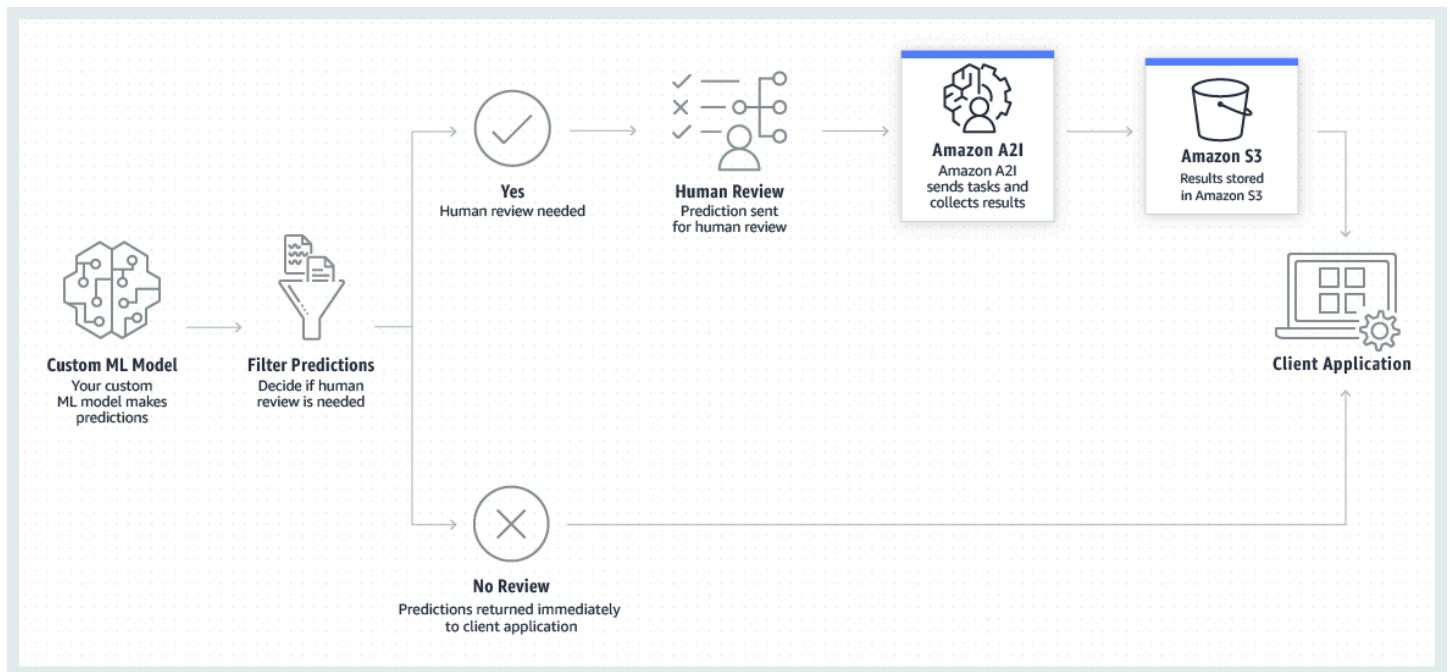 Custom ML Model
Your custom
ML model makes
predictions
Filter Predictions
Decide if human
review is needed
Yes
Human review needed
Human Review
Prediction sent
for human review
Amazon A2I
Amazon A2I
sends tasks and
collects results
Amazon S3
Results stored
in Amazon S3
Client Application
No Review
Predictions returned immediately
to client application